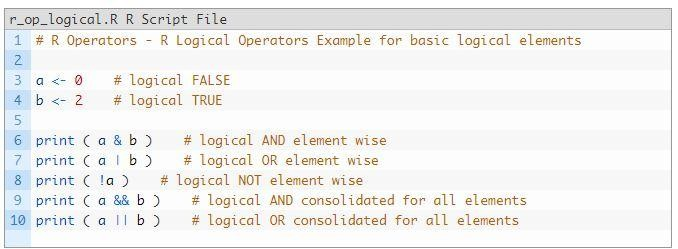 r_op_logical.R R Script File
1 # R Operators - R Logical Operators Example for basic logical elements
2
3 a <- 0    # logical FALSE
4 b <- 2    # logical TRUE
5
6 print ( a & b )    # logical AND element wise
7 print ( a | b )    # logical OR element wise
8 print ( !a )    # logical NOT element wise
9 print ( a && b )    # logical AND consolidated for all elements
10 print ( a || b )    # logical OR consolidated for all elements